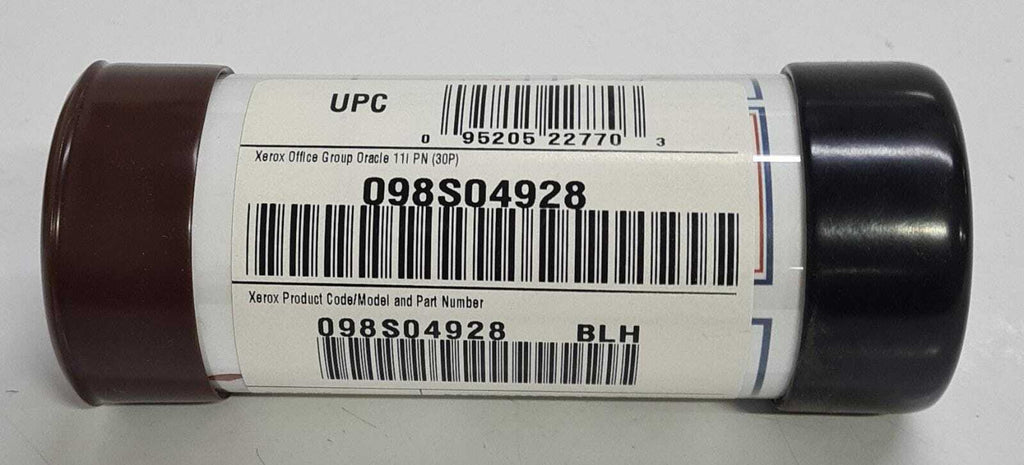 UPC
0 95205 22770 3
Xerox Office Group Oracle 11I PN (30P)
098S04928
Xerox Product Code/Model and Part Number
098S04928 BLH